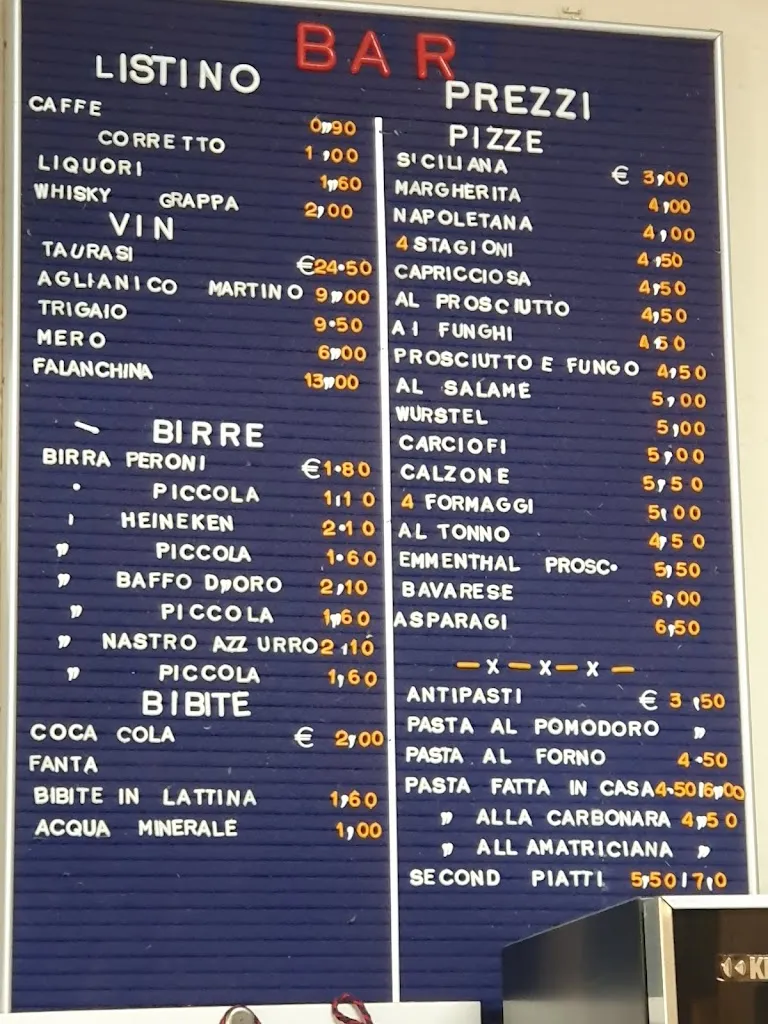 BAR
LISTINO
CAFFE 0,,90
CORRETTO 1,00
LIQUORI 1,,60
WHISKY GRAPPA 2,00
VIN
TAURASI €24.50
AGLIANICO MARTINO 9,,00
TRIGAIO 9.50
MERO 6,,00
FALANCHINA 13,,00
BIRRE
BIRRA PERONI €1.80
PICCOLA 1,10
HEINEKEN 2.10
" PICCOLA 1.60
" BAFFO D"ORO 2,10
" PICCOLA 1,,60
" NASTRO AZZURRO 2,10
" PICCOLA 1,60
BIBITE
COCA COLA € 2,00
FANTA
BIBITE IN LATTINA 1,60
ACQUA MINERALE 1,00
PREZZI
PIZZE
SICILIANA € 3,00
MARGHERITA 4,00
NAPOLETANA 4,00
4 STAGIONI 4,50
CAPRICCIOSA 4,50
AL PROSCIUTTO 4,50
AI FUNGHI
PROSCIUTTO E FUNGO 4,50
AL SALAME 5,00
WURSTEL 5,00
CARCIOFI 5,00
CALZONE 5,50
4 FORMAGGI 5,00
AL TONNO 4,50
EMMENTHAL PROSC. 5,50
BAVARESE 6,00
ASPARAGI 6,50
— X — X — X —
ANTIPASTI € 3,50
PASTA AL POMODORO "
PASTA AL FORNO 4.50
PASTA FATTA IN CASA 4.50/6,00
" ALLA CARBONARA 4,50
" ALL AMATRICIANA "
SECOND PIATTI 5,50/7,0